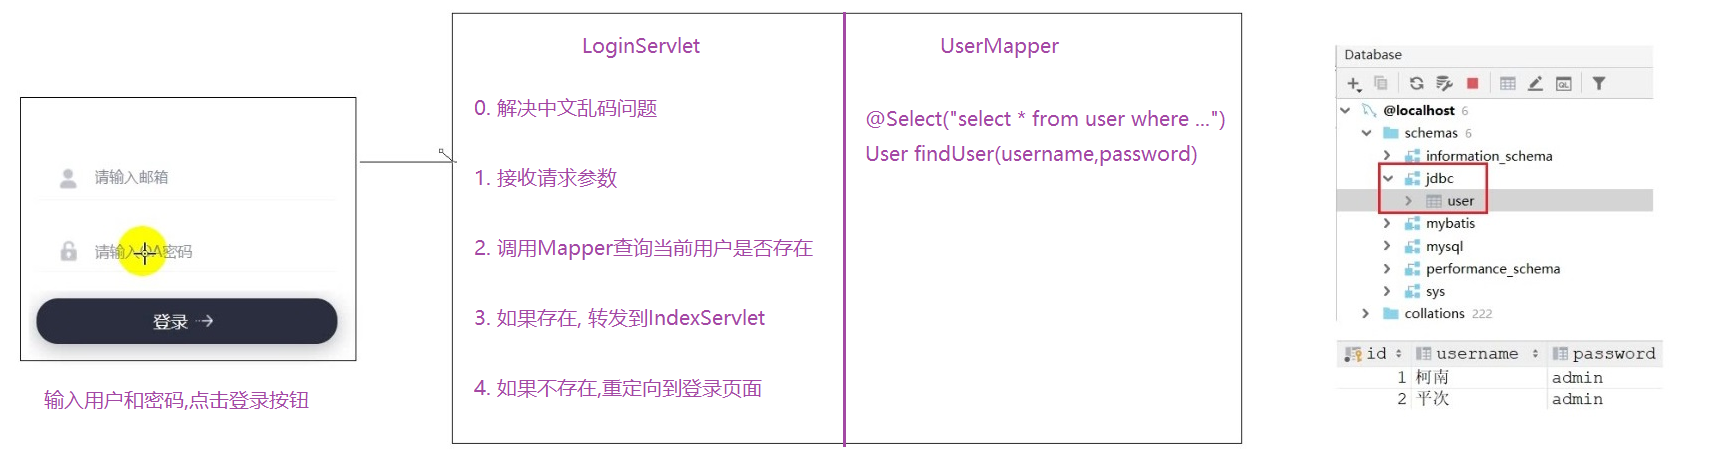 请输入邮箱
请输入OA密码
登录
输入用户和密码,点击登录按钮
LoginServlet
0. 解决中文乱码问题
1. 接收请求参数
2. 调用Mapper查询当前用户是否存在
3. 如果存在, 转发到IndexServlet
4. 如果不存在,重定向到登录页面
UserMapper
@Select("select * from user where ...")
User findUser(username,password)
Database
@localhost 6
schemas 6
information_schema
jdbc
user
mybatis
mysql
performance_schema
sys
collations 222
id username password
1 柯南 admin
2 平次 admin